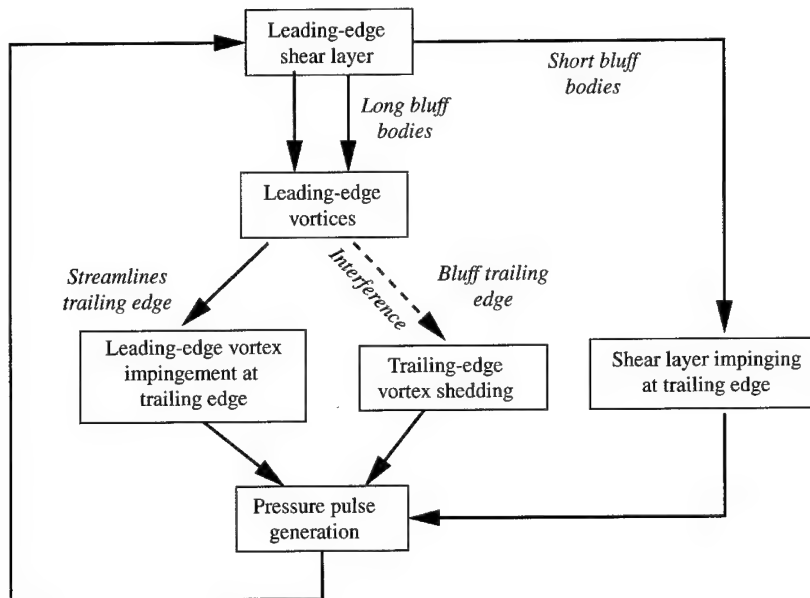 Leading-edge
shear layer
Short bluff
bodies
Long bluff
bodies
Leading-edge
vortices
Streamlines
trailing edge
Interference
Bluff trailing
edge
Leading-edge vortex
impingement at
trailing edge
Trailing-edge
vortex shedding
Shear layer impinging
at trailing edge
Pressure pulse
generation